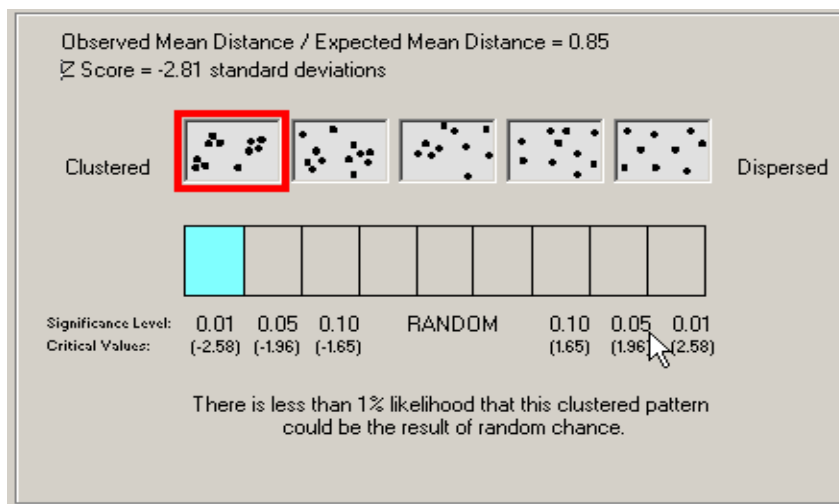 Observed Mean Distance / Expected Mean Distance = 0.85
Z Score = -2.81 standard deviations
Clustered
Dispersed
Significance Level: 0.01 0.05 0.10 RANDOM 0.10 0.05 0.01
Critical Values: (-2.58) (-1.96) (-1.65) (1.65) (1.96) (2.58)
There is less than 1% likelihood that this clustered pattern
could be the result of random chance.